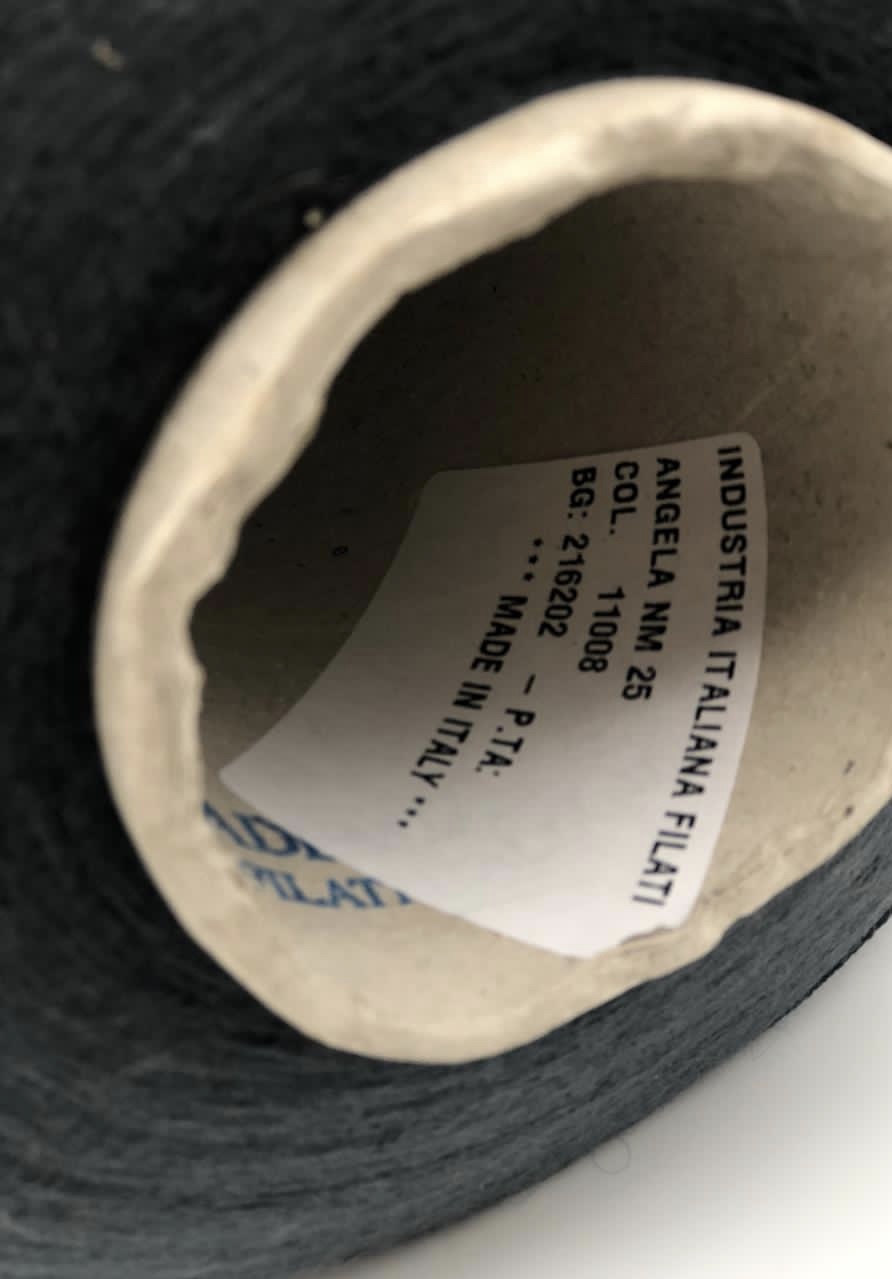 INDUSTRIA ITALIANA FILATI
ANGELA NM 25
COL. 11008
BG: 216202 - P.TA:
*** MADE IN ITALY ***